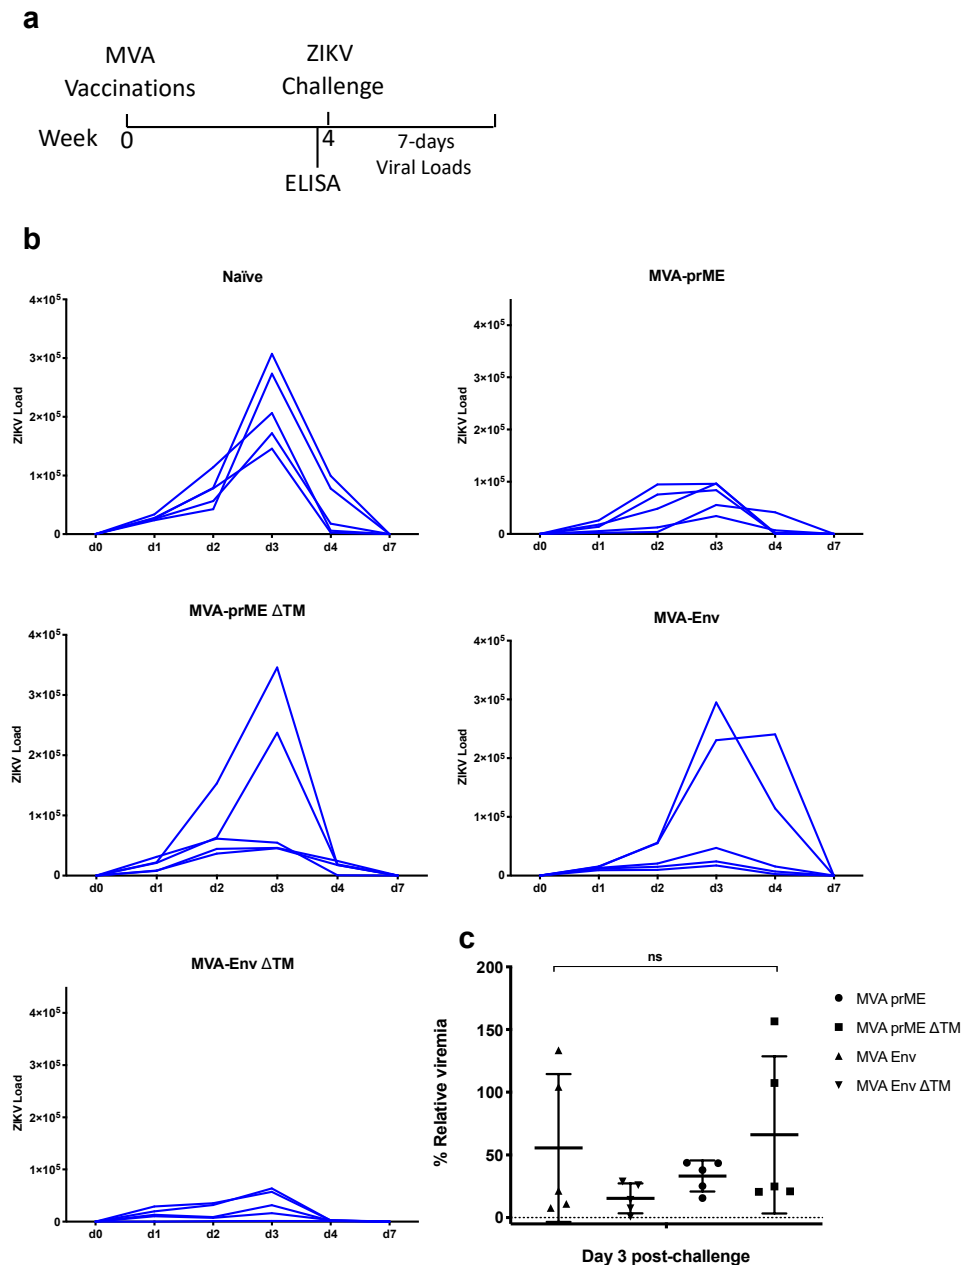 a
MVA
Vaccinations
ZIKV
Challenge
Week 0 4
7-days
Viral Loads
ELISA
b
Naïve
ZIKV Load
4×10⁵
3×10⁵
2×10⁵
1×10⁵
0
d0 d1 d2 d3 d4 d7
MVA-prME
ZIKV Load
4×10⁵
3×10⁵
2×10⁵
1×10⁵
0
d0 d1 d2 d3 d4 d7
MVA-prME ΔTM
ZIKV Load
4×10⁵
3×10⁵
2×10⁵
1×10⁵
0
d0 d1 d2 d3 d4 d7
MVA-Env
ZIKV Load
4×10⁵
3×10⁵
2×10⁵
1×10⁵
0
d0 d1 d2 d3 d4 d7
MVA-Env ΔTM
ZIKV Load
4×10⁵
3×10⁵
2×10⁵
1×10⁵
0
d0 d1 d2 d3 d4 d7
c
% Relative viremia
200
150
100
50
0
ns
Day 3 post-challenge
MVA prME
MVA prME ΔTM
MVA Env
MVA Env ΔTM